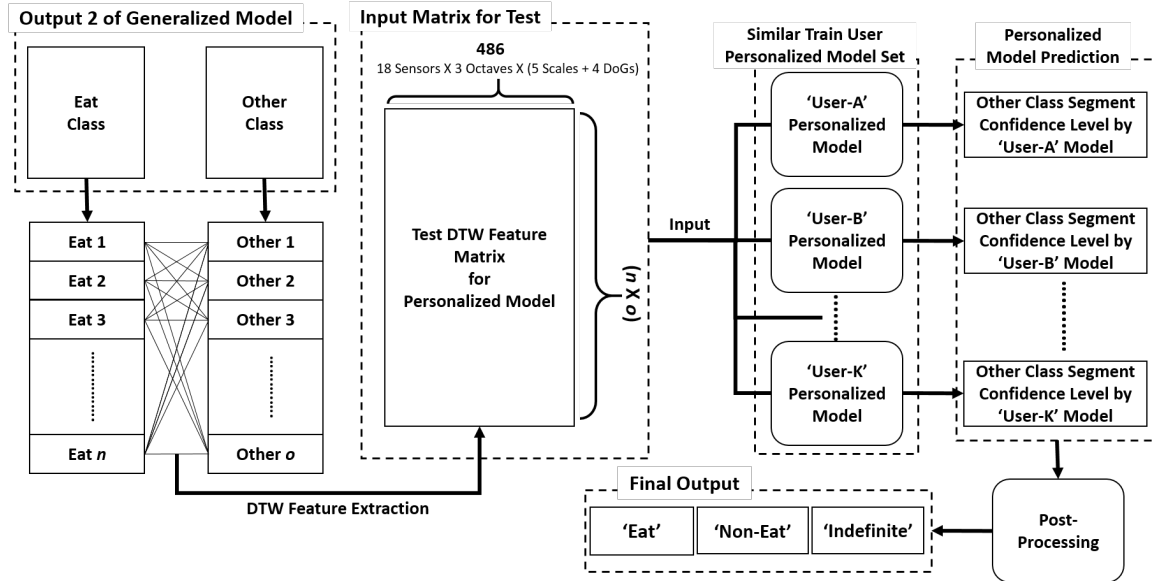 Output 2 of Generalized Model
Eat
Class
Other
Class
Eat 1
Eat 2
Eat 3
Eat n
Other 1
Other 2
Other 3
Other o
DTW Feature Extraction
Input Matrix for Test
486
18 Sensors X 3 Octaves X (5 Scales + 4 DoGs)
Test DTW Feature
Matrix
for
Personalized Model
(n X o)
Input
Similar Train User
Personalized Model Set
'User-A'
Personalized
Model
'User-B'
Personalized
Model
'User-K'
Personalized
Model
Personalized
Model Prediction
Other Class Segment
Confidence Level by
'User-A' Model
Other Class Segment
Confidence Level by
'User-B' Model
Other Class Segment
Confidence Level by
'User-K' Model
Post-
Processing
Final Output
'Eat'
'Non-Eat'
'Indefinite'